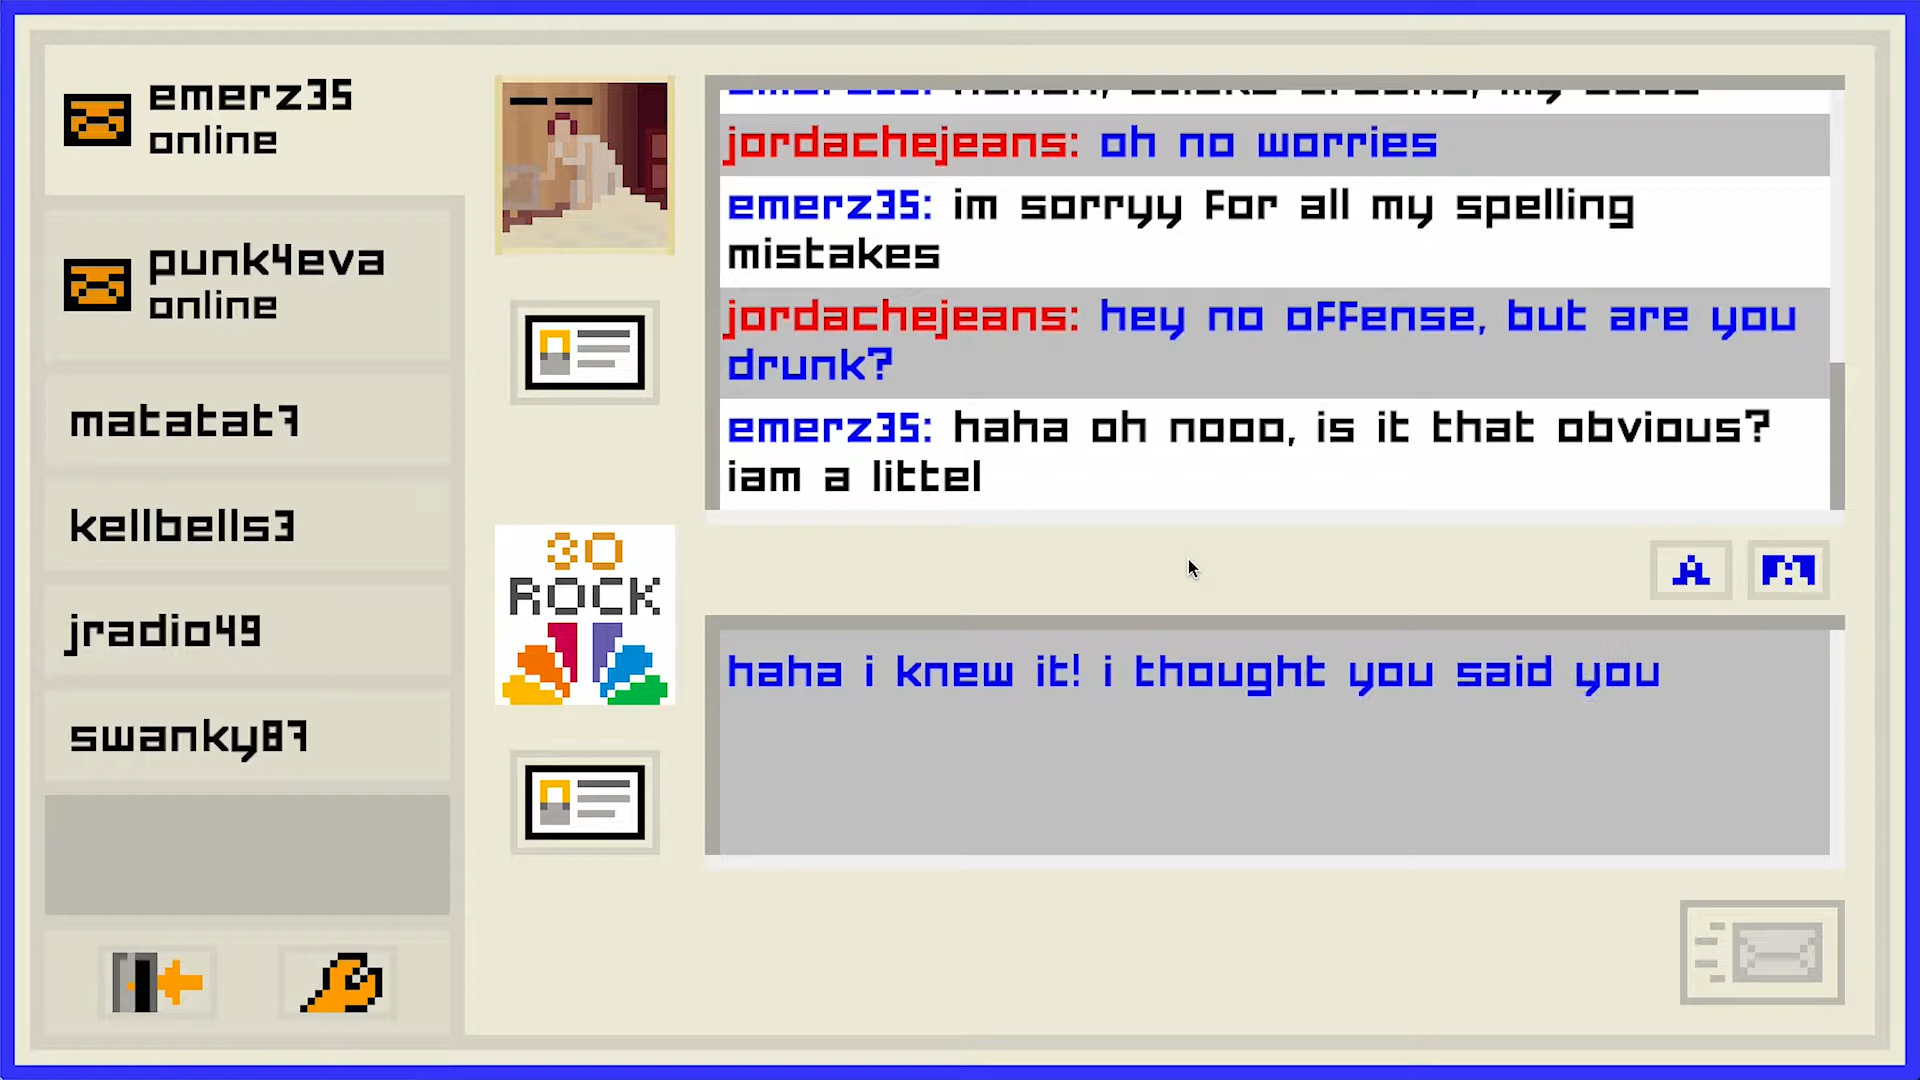 emerz35
online
punk4eva
online
matatat7
kellbells3
jradio49
swanky87
30
ROCK
jordachejeans: oh no worries
emerz35: im sorryy for all my spelling
mistakes
jordachejeans: hey no offense, but are you
drunk?
emerz35: haha oh nooo, is it that obvious?
iam a littel
A
haha i knew it! i thought you said you